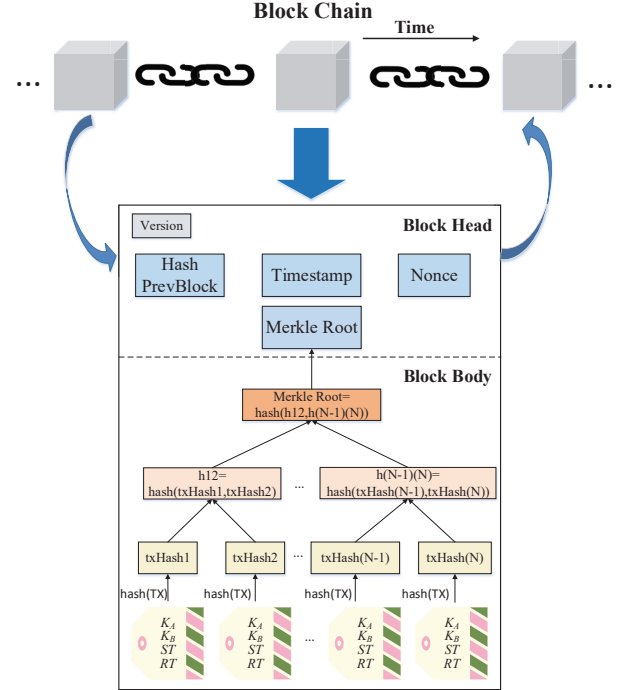 Block Chain
Time
...
...
Block Head
Version
Hash
PrevBlock
Timestamp
Nonce
Merkle Root
Block Body
Merkle Root=
hash(h12,h(N-1)(N))
h12=
hash(txHash1,txHash2)
...
h(N-1)(N)=
hash(txHash(N-1),txHash(N))
txHash1
txHash2
...
txHash(N-1)
txHash(N)
hash(TX)
hash(TX)
hash(TX)
hash(TX)
K_A
K_B
ST
RT
K_A
K_B
ST
RT
...
K_A
K_B
ST
RT
K_A
K_B
ST
RT